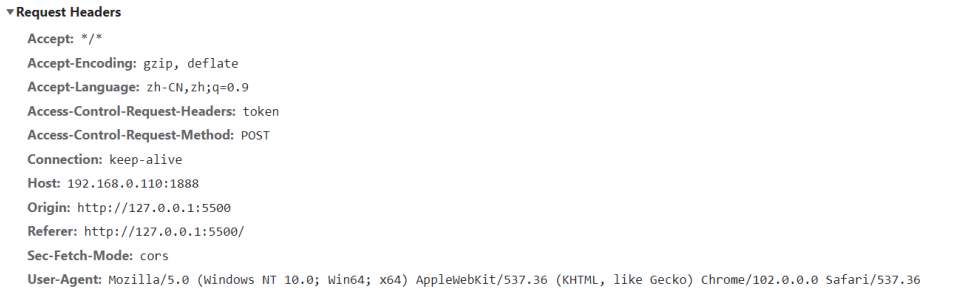 Request Headers
Accept: */*
Accept-Encoding: gzip, deflate
Accept-Language: zh-CN,zh;q=0.9
Access-Control-Request-Headers: token
Access-Control-Request-Method: POST
Connection: keep-alive
Host: 192.168.0.110:1888
Origin: http://127.0.0.1:5500
Referer: http://127.0.0.1:5500/
Sec-Fetch-Mode: cors
User-Agent: Mozilla/5.0 (Windows NT 10.0; Win64; x64) AppleWebKit/537.36 (KHTML, like Gecko) Chrome/102.0.0.0 Safari/537.36